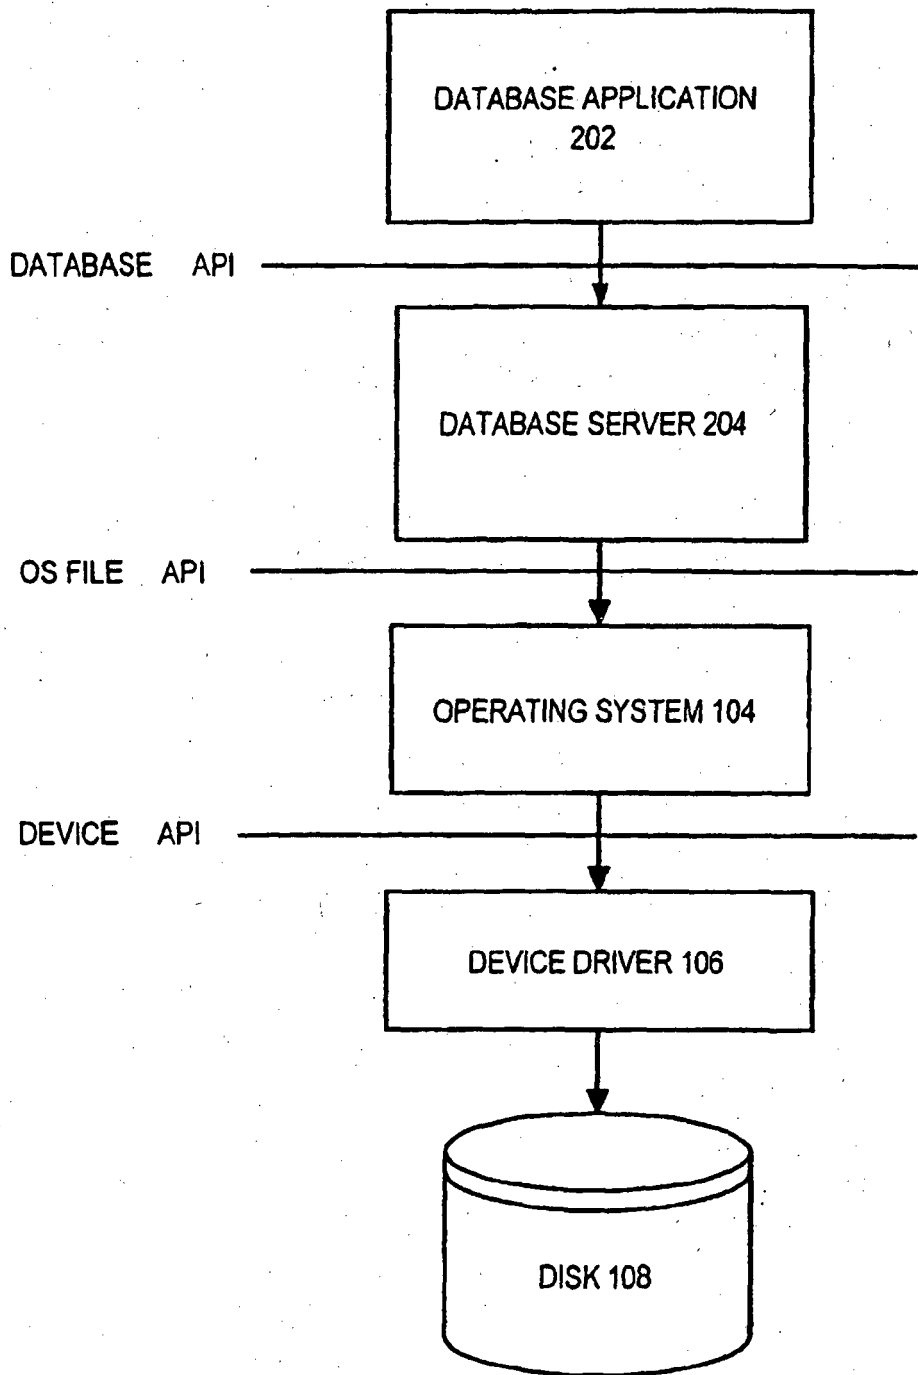 DATABASE APPLICATION
202
DATABASE API
DATABASE SERVER 204
OS FILE API
OPERATING SYSTEM 104
DEVICE API
DEVICE DRIVER 106
DISK 108